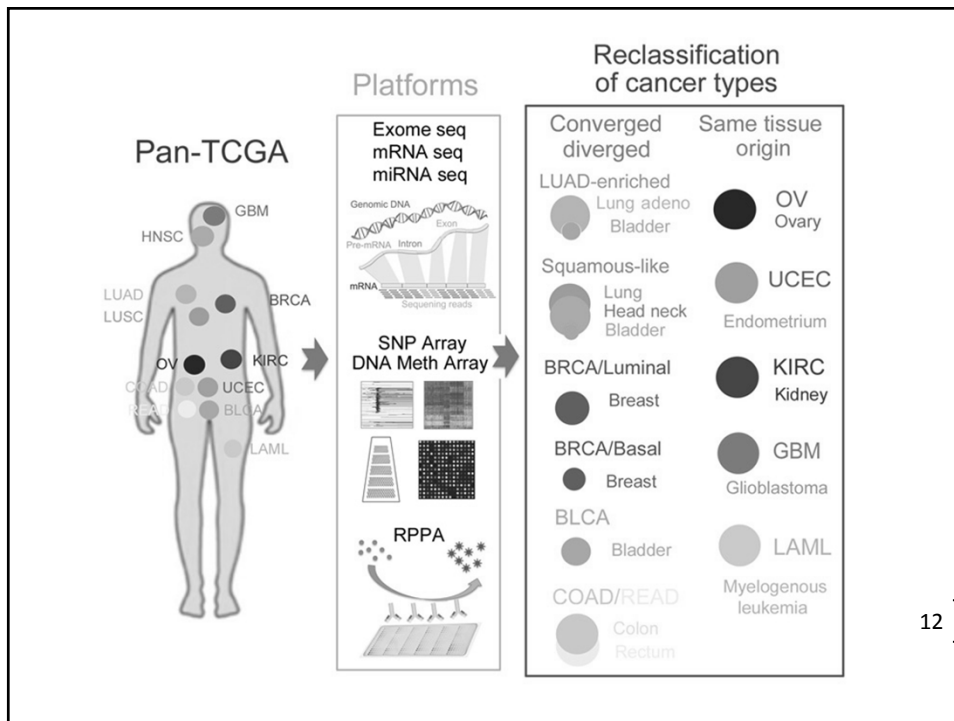 Pan-TCGA
GBM
HNSC
LUAD
LUSC
BRCA
OV
KIRC
COAD
UCEC
READ
BLCA
LAML
Platforms
Exome seq
mRNA seq
miRNA seq
Genomic DNA
Exon
Pre-mRNA
Intron
mRNA
Sequencing reads
SNP Array
DNA Meth Array
RPPA
Reclassification
of cancer types
Converged
diverged
LUAD-enriched
Lung adeno
Bladder
Squamous-like
Lung
Head neck
Bladder
BRCA/Luminal
Breast
BRCA/Basal
Breast
BLCA
Bladder
COAD/READ
Colon
Rectum
Same tissue
origin
OV
Ovary
UCEC
Endometrium
KIRC
Kidney
GBM
Glioblastoma
LAML
Myelogenous
leukemia
12